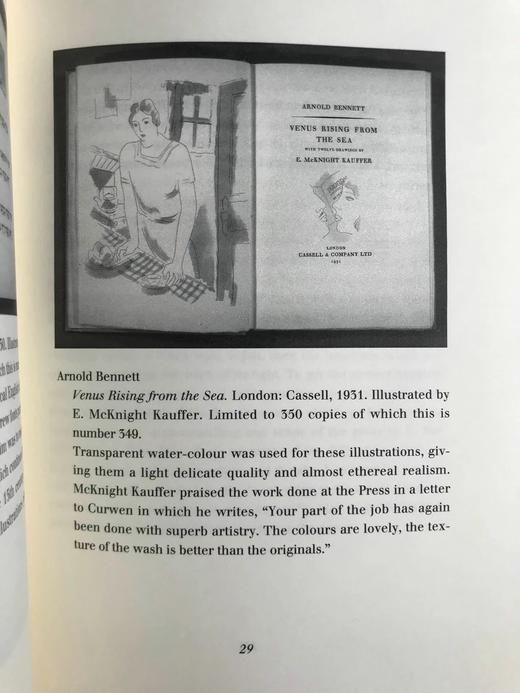 ARNOLD BENNETT
VENUS RISING FROM
THE SEA
WITH TWELVE DRAWINGS BY
E. McKNIGHT KAUFFER
LONDON
CASSELL & COMPANY LTD
1931
Arnold Bennett
Venus Rising from the Sea. London: Cassell, 1931. Illustrated by
E. McKnight Kauffer. Limited to 350 copies of which this is
number 349.
Transparent water-colour was used for these illustrations, giv-
ing them a light delicate quality and almost ethereal realism.
McKnight Kauffer praised the work done at the Press in a letter
to Curwen in which he writes, “Your part of the job has again
been done with superb artistry. The colours are lovely, the tex-
ture of the wash is better than the originals.”
29